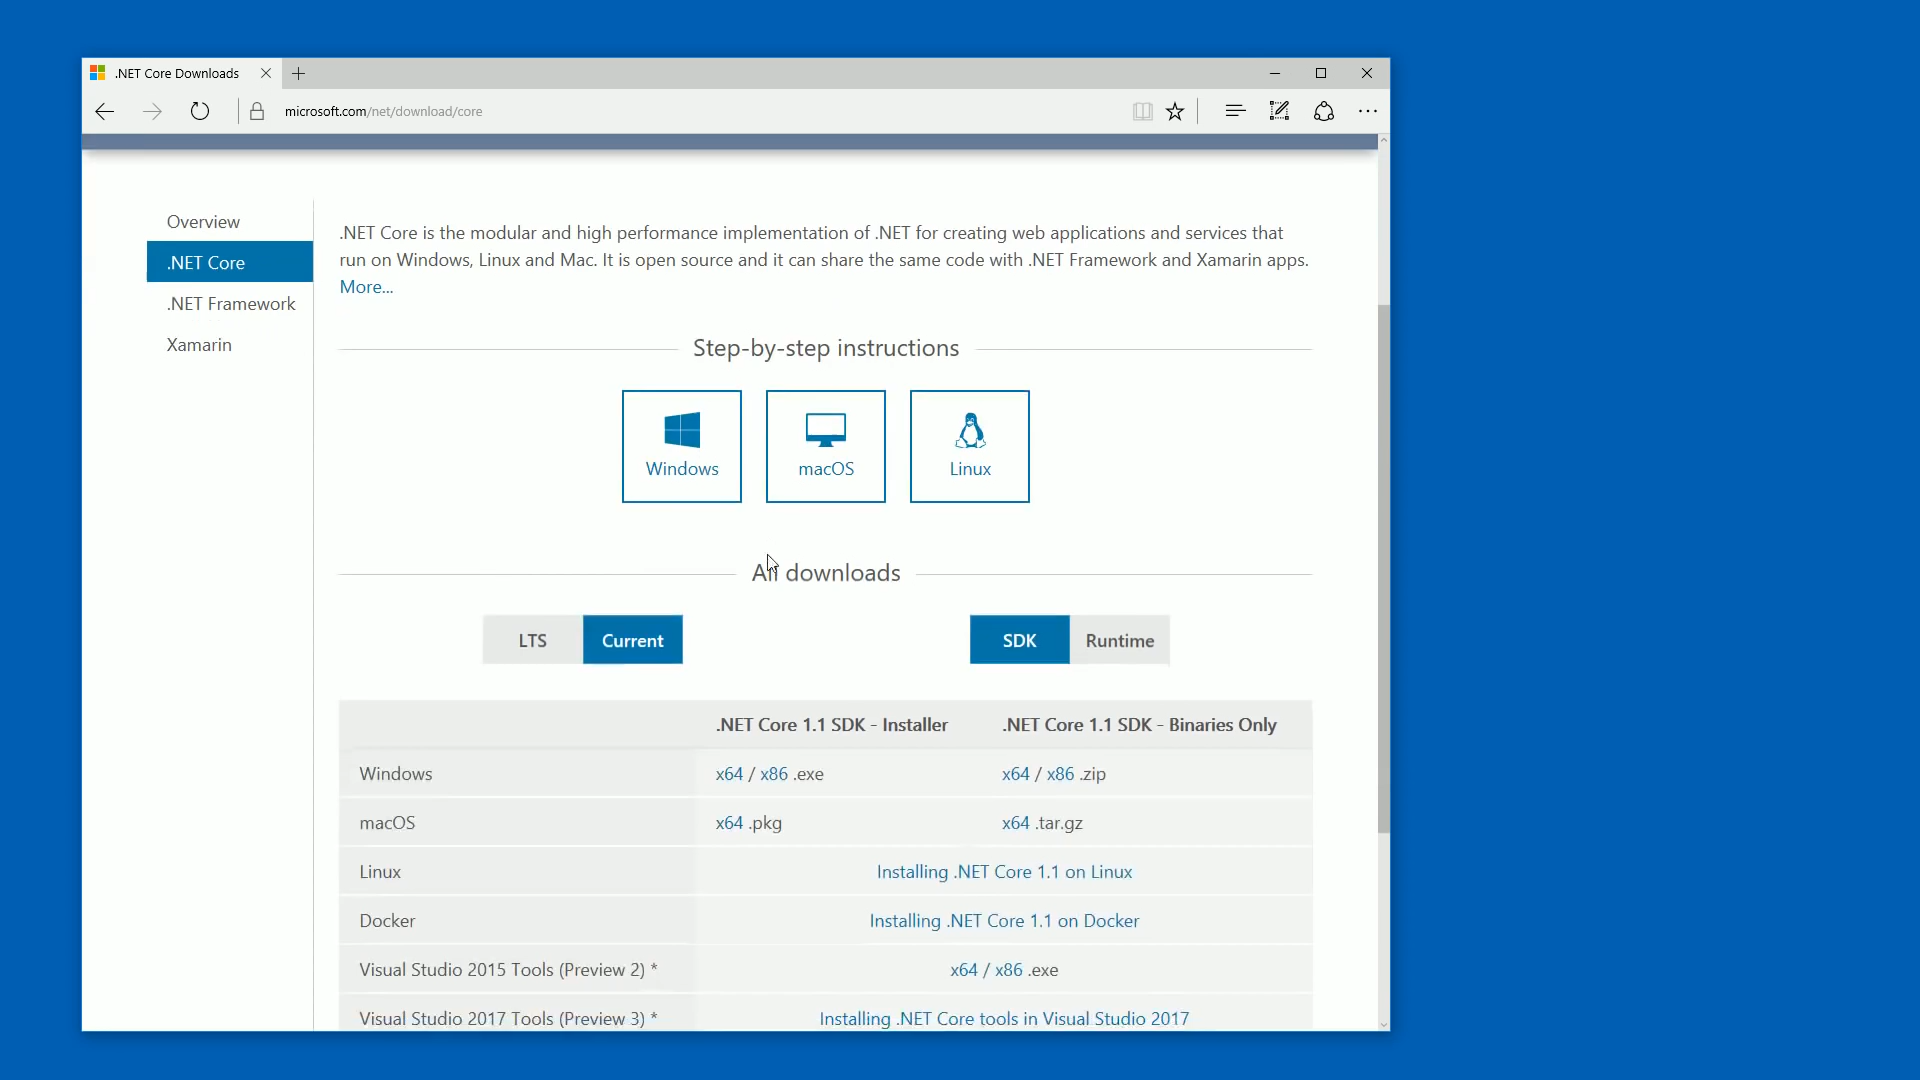 .NET Core Downloads
microsoft.com/net/download/core
Overview
.NET Core
.NET Framework
Xamarin
.NET Core is the modular and high performance implementation of .NET for creating web applications and services that
run on Windows, Linux and Mac. It is open source and it can share the same code with .NET Framework and Xamarin apps.
More...
Step-by-step instructions
Windows macOS Linux
All downloads
LTS Current SDK Runtime
.NET Core 1.1 SDK - Installer .NET Core 1.1 SDK - Binaries Only
Windows x64 / x86 .exe x64 / x86 .zip
macOS x64 .pkg x64 .tar.gz
Linux Installing .NET Core 1.1 on Linux
Docker Installing .NET Core 1.1 on Docker
Visual Studio 2015 Tools (Preview 2) * x64 / x86 .exe
Visual Studio 2017 Tools (Preview 3) * Installing .NET Core tools in Visual Studio 2017